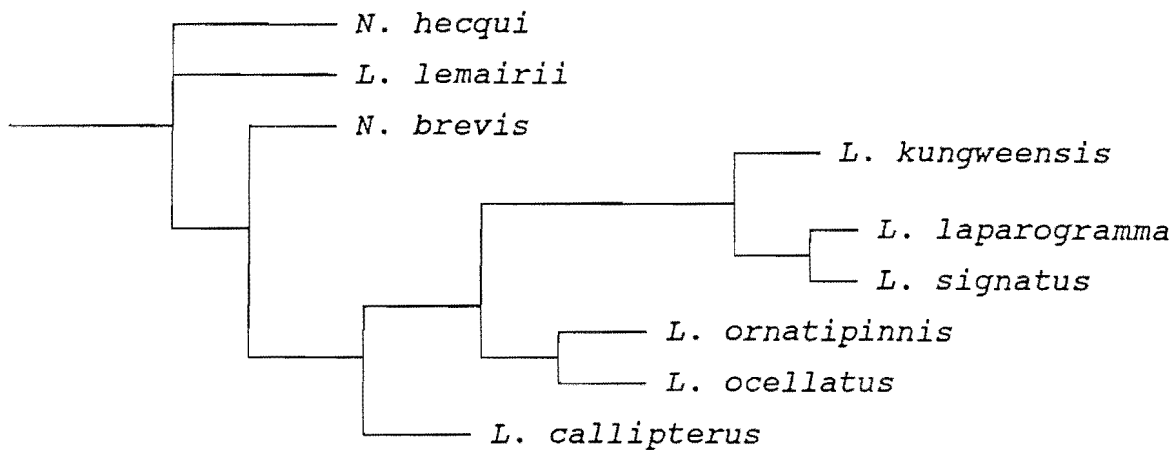 N. hecqui
L. lemairii
N. brevis
L. kungweensis
L. laparogramma
L. signatus
L. ornatipinnis
L. ocellatus
L. callipterus